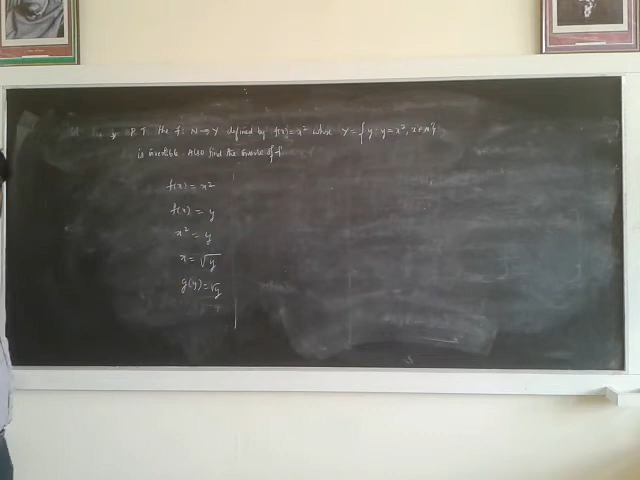 P.T the f: N → Y defined by f(x) = x² where Y = { y : y = x², x ∈ N }
is invertible. Also find the inverse of f.
f(x) = x²
f(x) = y
x² = y
x = √y
g(y) = √y